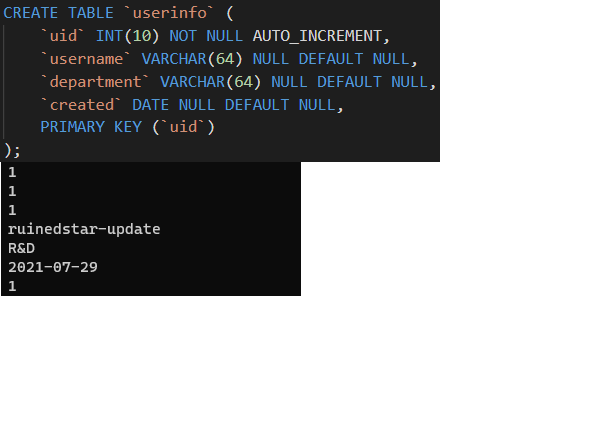 CREATE TABLE `userinfo` (
    `uid` INT(10) NOT NULL AUTO_INCREMENT,
    `username` VARCHAR(64) NULL DEFAULT NULL,
    `department` VARCHAR(64) NULL DEFAULT NULL,
    `created` DATE NULL DEFAULT NULL,
    PRIMARY KEY (`uid`)
);
1
1
1
ruinedstar-update
R&D
2021-07-29
1